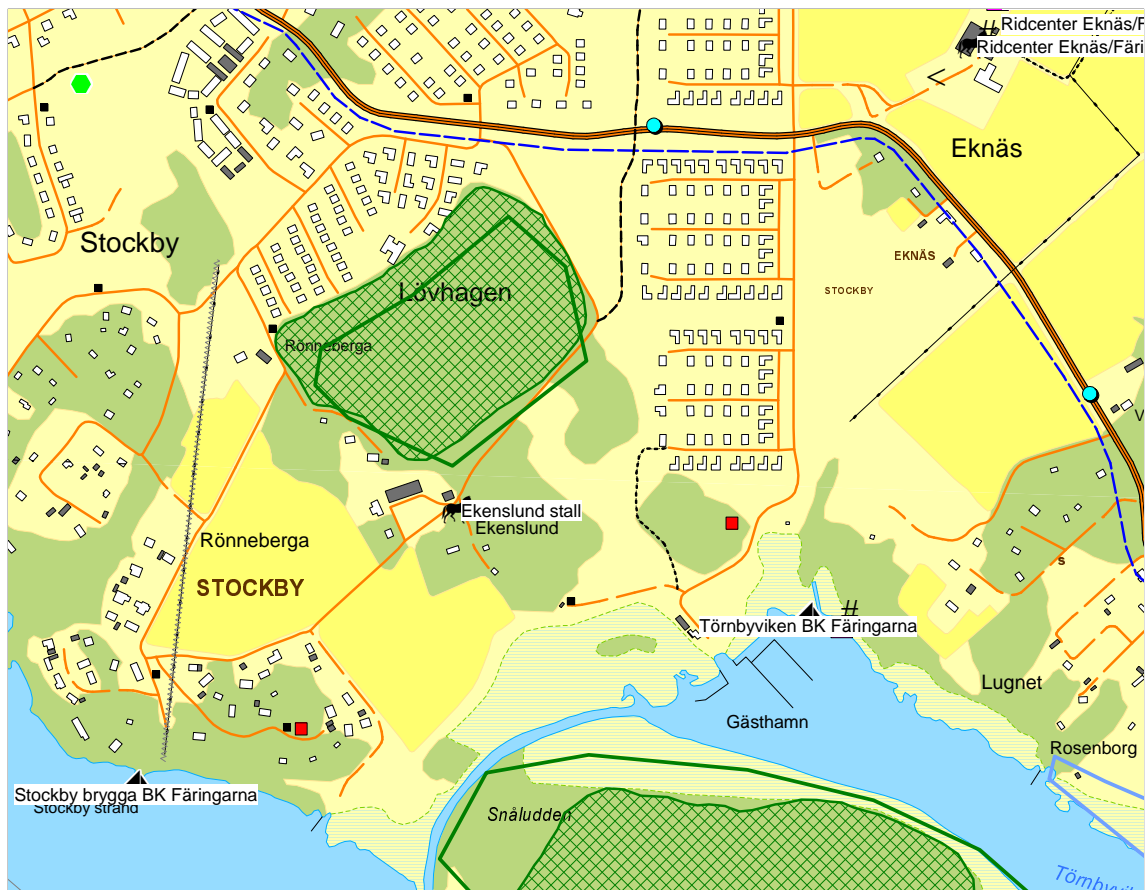 Ridcenter Eknäs/F
Ridcenter Eknäs/Färi
Eknäs
Stockby
EKNÄS
STOCKBY
Lövhagen
Rönneberga
Ekenslund stall
Ekenslund
Rönneberga
STOCKBY
s
Törnbyviken BK Färingarna
Lugnet
Gästhamn
Rosenborg
Stockby brygga BK Färingarna
Stockby strand
Snåludden